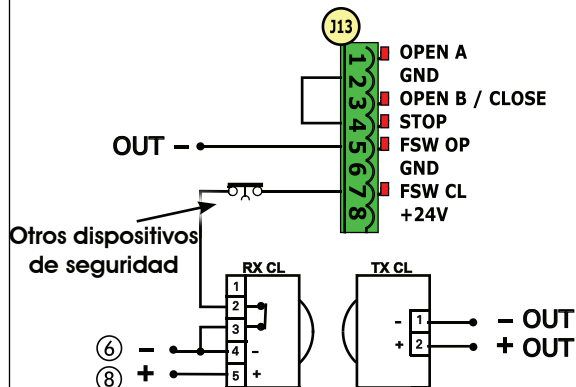 J13
1 OPEN A
2 GND
3 OPEN B / CLOSE
4 STOP
5 FSW OP
6 GND
7 FSW CL
8 +24V
OUT -
Otros dispositivos
de seguridad
RX CL
1
2
3
4 -
5 +
6 -
8 +
TX CL
- 1 - OUT
+ 2 + OUT